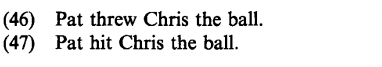 (46) Pat threw Chris the ball.
(47) Pat hit Chris the ball.